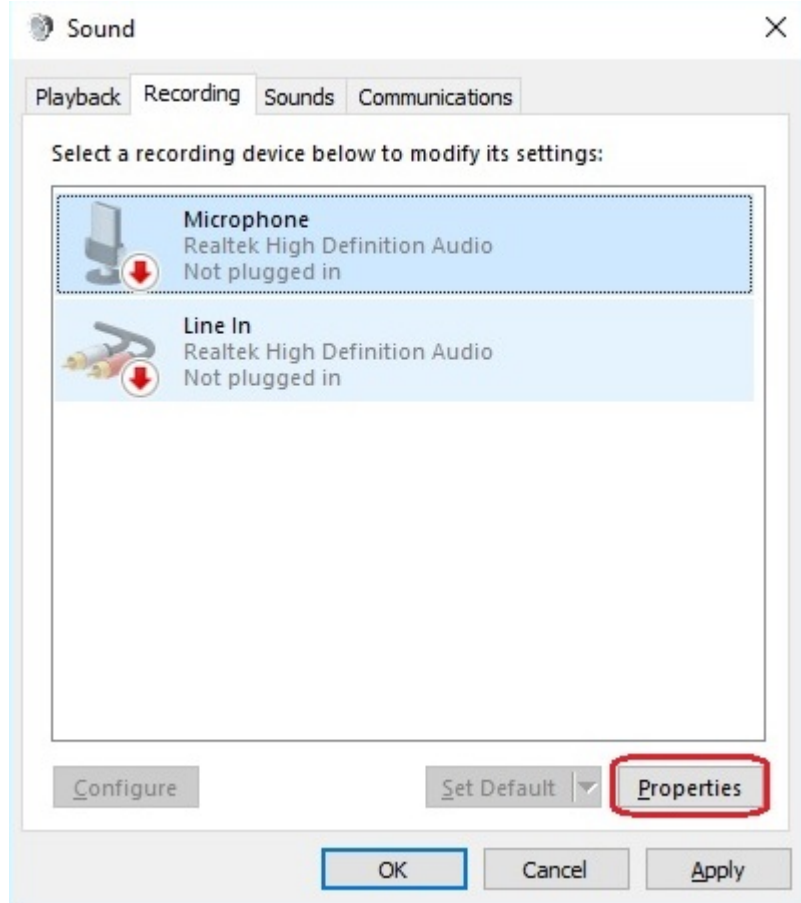 Sound
Playback Recording Sounds Communications
Select a recording device below to modify its settings:
Microphone
Realtek High Definition Audio
Not plugged in
Line In
Realtek High Definition Audio
Not plugged in
Configure Set Default Properties
OK Cancel Apply